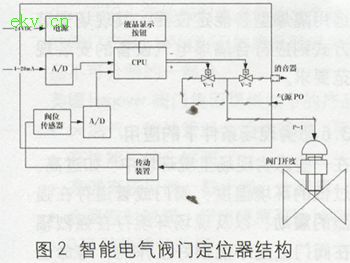 ekv.cn
液晶显示
按钮
24VDC
电源
4~20mA
A/D
CPU
消音器
V-1
V-2
气源 PO
A/D
阀位
传感器
P-1
传动
装置
阀门开度
图2 智能电气阀门定位器结构